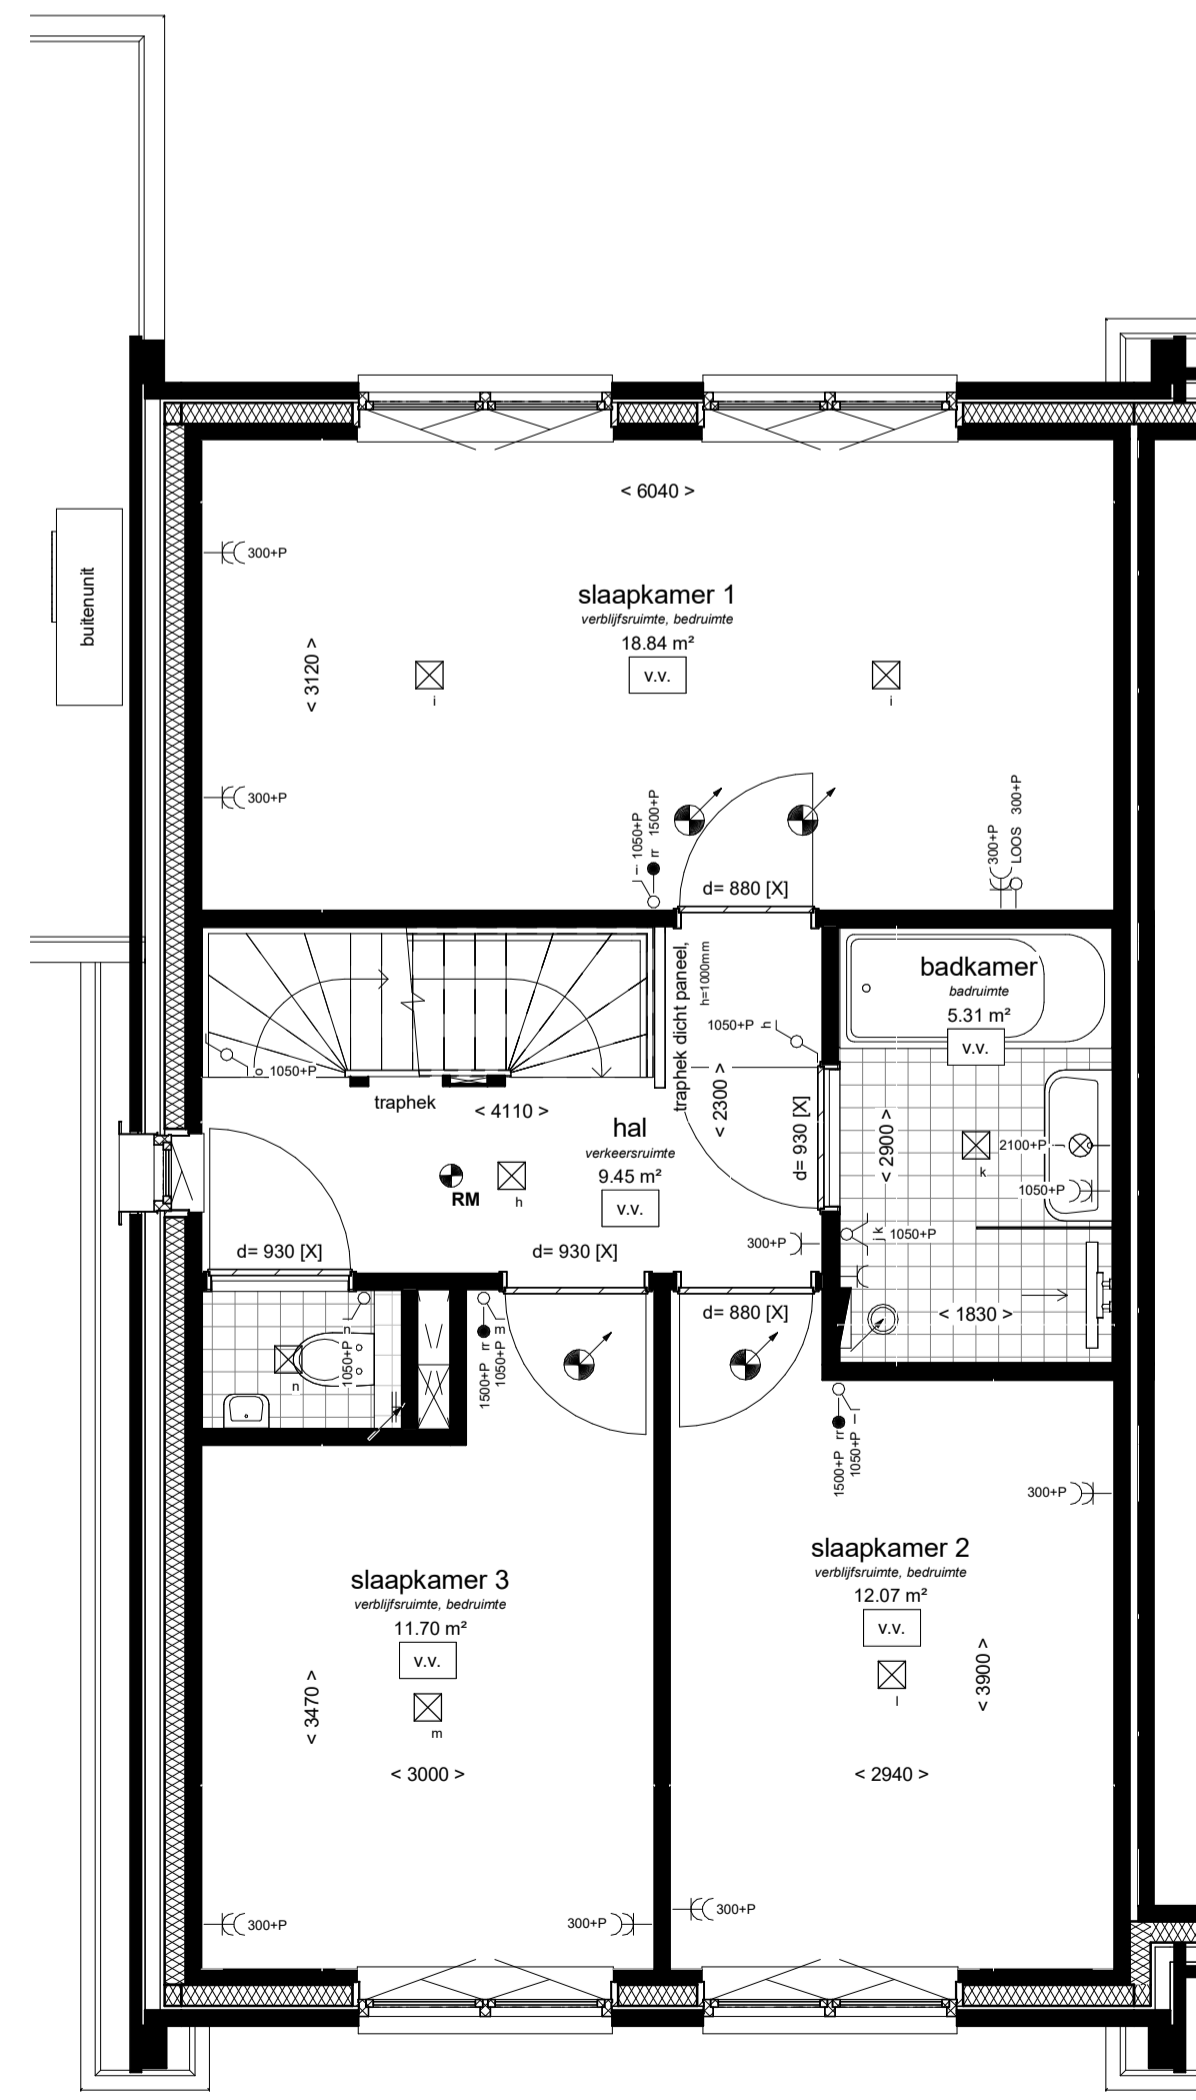 < 6040 >
300+P
buitenunit
slaapkamer 1
verblijfsruimte, bedruimte
18.84 m²
v.v.
< 3120 >
i
i
300+P
1050+P
rr 1500+P
300+P
LOOS 300+P
d= 880 [X]
traphek dicht paneel,
h=1000mm
badkamer
badruimte
5.31 m²
v.v.
1050+P h
1050+P
traphek
< 4110 >
< 2300 >
hal
verkeersruimte
9.45 m²
v.v.
RM
h
d= 930 [X]
< 2900 >
2100+P j
k
1050+P
j k
1050+P
300+P
d= 930 [X]
d= 930 [X]
d= 880 [X]
< 1830 >
1050+P n
n
1500+P rr
1050+P m
1500+P rr
1050+P l
300+P
slaapkamer 2
verblijfsruimte, bedruimte
12.07 m²
v.v.
l
< 3900 >
< 2940 >
slaapkamer 3
verblijfsruimte, bedruimte
11.70 m²
v.v.
m
< 3470 >
< 3000 >
300+P
300+P
300+P